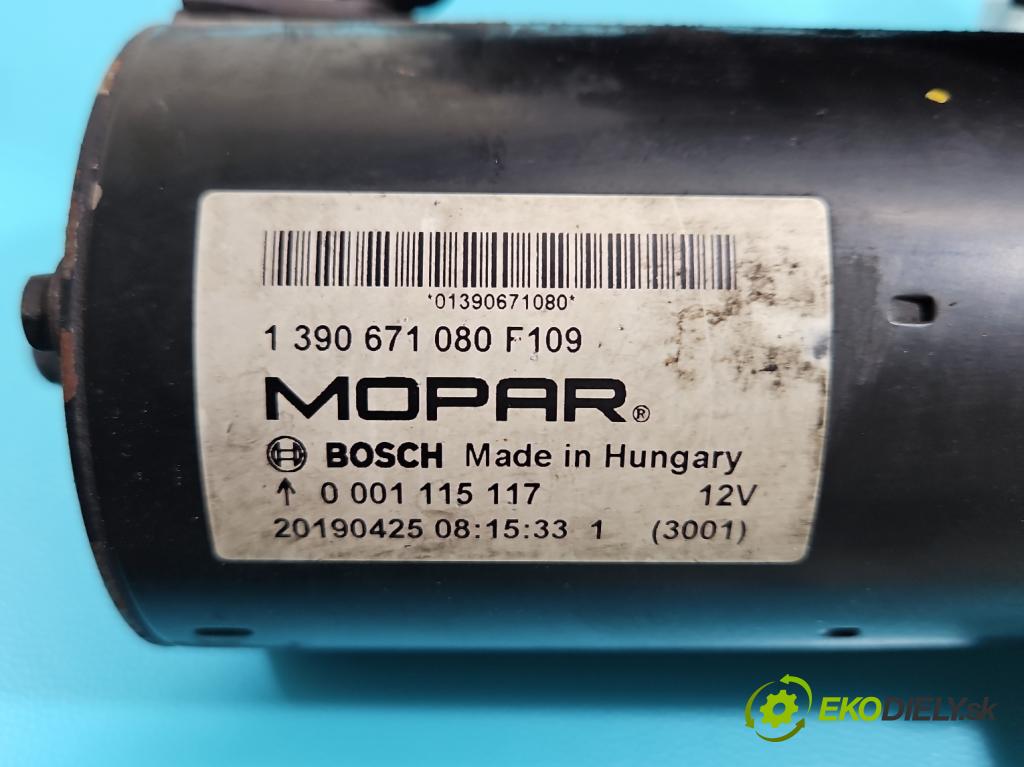 *01390671080*
1 390 671 080 F109
MOPAR®
BOSCH Made in Hungary
↑ 0 001 115 117 12V
20190425 08:15:33 1 (3001)
EKODIELY.sk